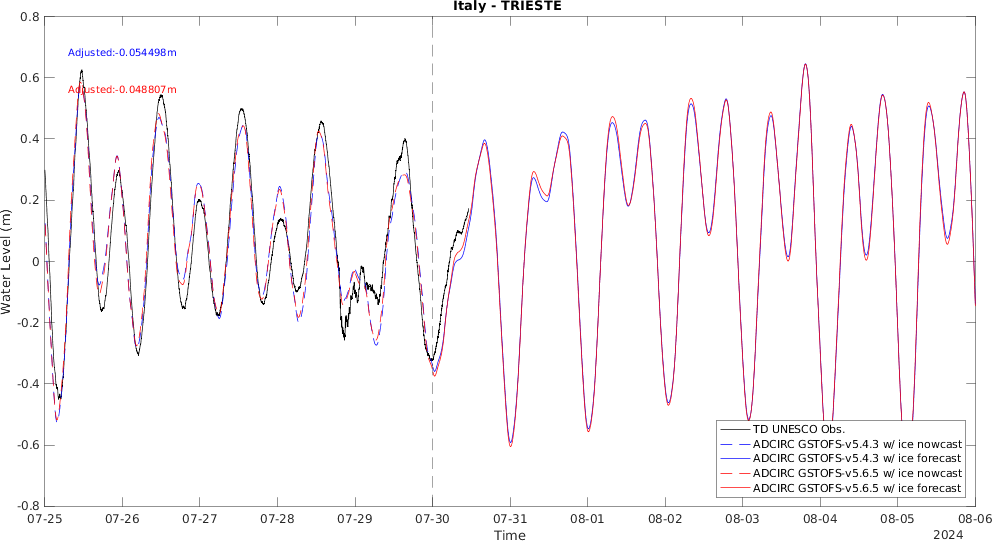 Italy - TRIESTE
Adjusted:-0.054498m
Adjusted:-0.048807m
Water Level (m)
0.8
0.6
0.4
0.2
0
-0.2
-0.4
-0.6
-0.8
TD UNESCO Obs.
ADCIRC GSTOFS-v5.4.3 w/ ice nowcast
ADCIRC GSTOFS-v5.4.3 w/ ice forecast
ADCIRC GSTOFS-v5.6.5 w/ ice nowcast
ADCIRC GSTOFS-v5.6.5 w/ ice forecast
07-25 07-26 07-27 07-28 07-29 07-30 07-31 08-01 08-02 08-03 08-04 08-05 08-06
Time
2024